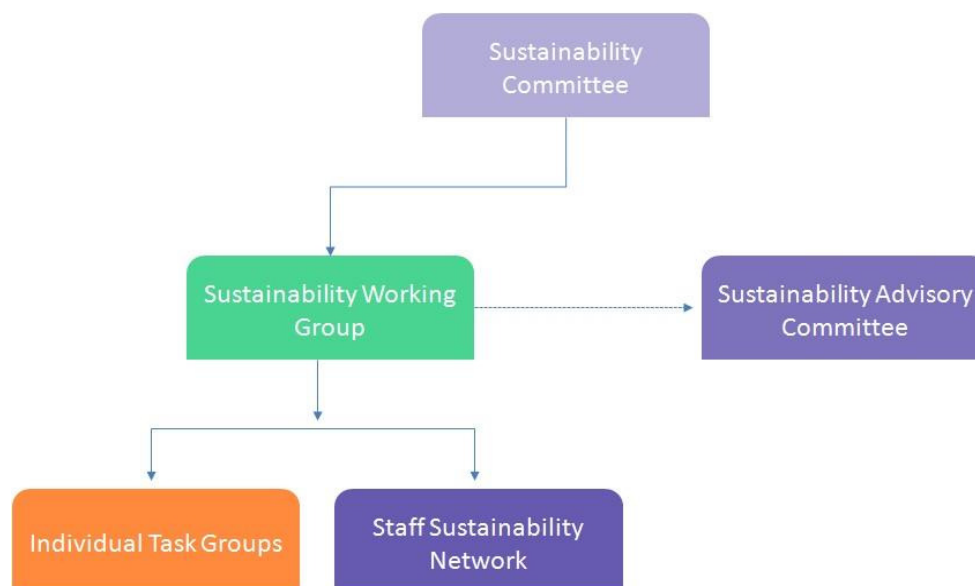 Sustainability
Committee
Sustainability Working
Group
Sustainability Advisory
Committee
Individual Task Groups
Staff Sustainability
Network